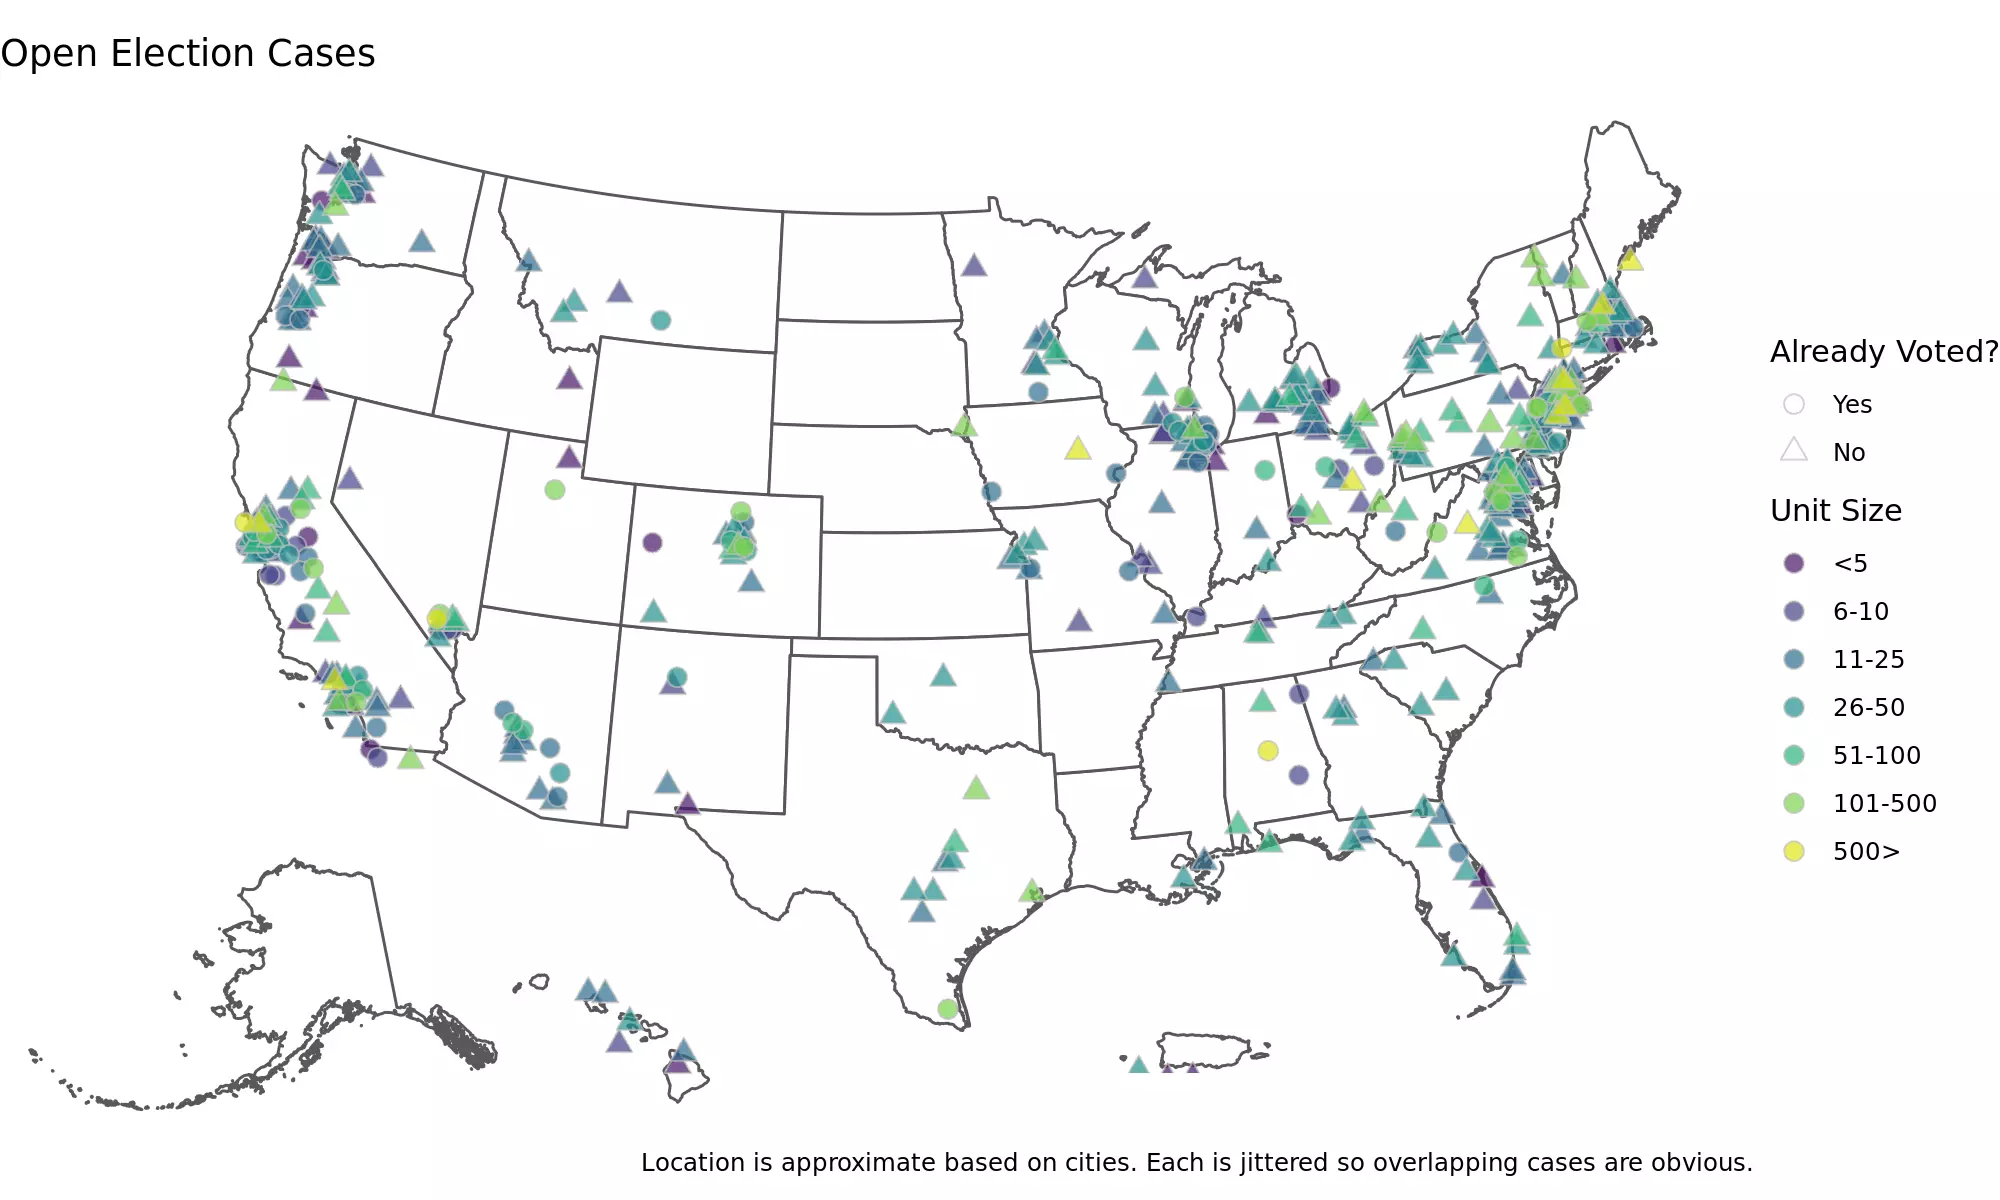 Open Election Cases
Already Voted?
Yes
No
Unit Size
<5
6-10
11-25
26-50
51-100
101-500
500>
Location is approximate based on cities. Each is jittered so overlapping cases are obvious.